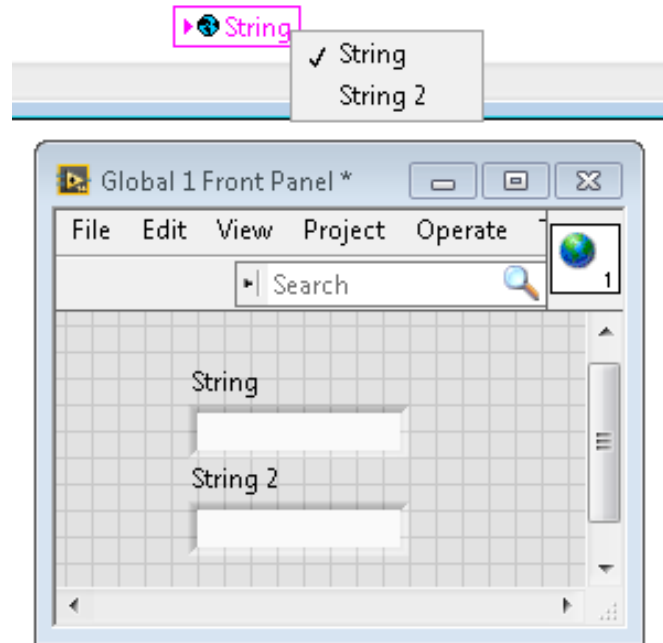 String
String
String 2
Global 1 Front Panel *
File Edit View Project Operate
Search
1
String
String 2